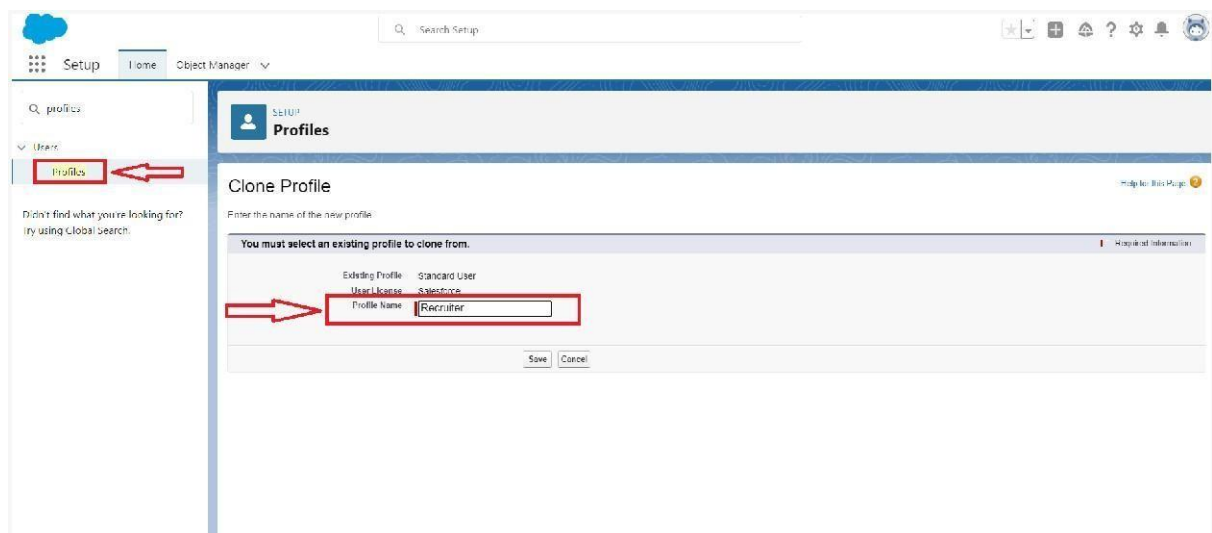 Search Setup
Setup
Home
Object Manager
profiles
Users
Profiles
Didn't find what you're looking for?
Try using Global Search.
SETUP
Profiles
Clone Profile
Help for this Page
Enter the name of the new profile
You must select an existing profile to clone from.
Required Information
Existing Profile Standard User
User License Salesforce
Profile Name Recruiter
Save Cancel